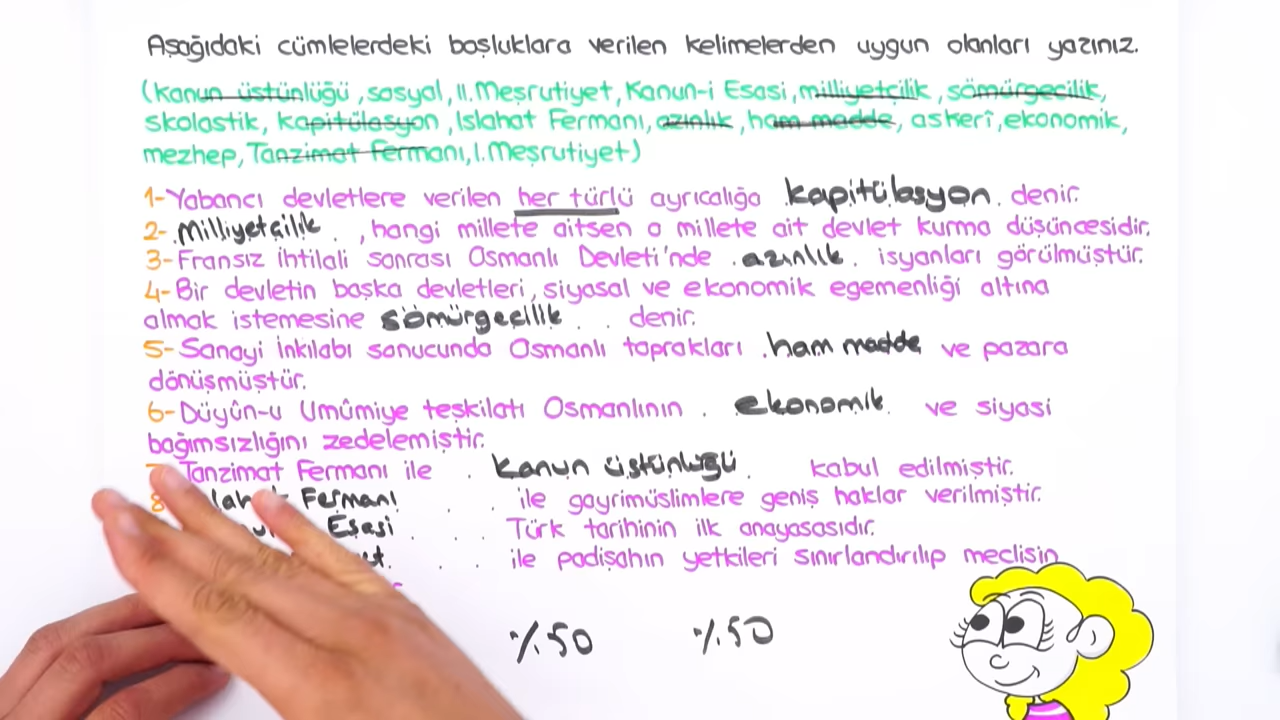 Aşağıdaki cümlelerdeki boşluklara verilen kelimelerden uygun olanları yazınız.
(kanun üstünlüğü, sosyal, II.Meşrutiyet, Kanun-i Esasi, milliyetçilik, sömürgecilik,
skolastik, kapitülasyon, Islahat Fermanı, azınlık, ham madde, askerî, ekonomik,
mezhep, Tanzimat Fermanı, I.Meşrutiyet)
1- Yabancı devletlere verilen her türlü ayrıcalığa kapitülasyon. denir.
2- .Milliyetçilik. , hangi millete aitsen o millete ait devlet kurma düşüncesidir.
3- Fransız İhtilali sonrası Osmanlı Devleti'nde .azınlık. isyanları görülmüştür.
4- Bir devletin başka devletleri, siyasal ve ekonomik egemenliği altına
almak istemesine sömürgecilik . . denir.
5- Sanayi İnkılabı sonucunda Osmanlı toprakları .ham madde ve pazara
dönüşmüştür.
6- Düyûn-u Umûmiye teşkilatı Osmanlının . ekonomik. ve siyasi
bağımsızlığını zedelemiştir.
Tanzimat Fermanı ile . kanun üstünlüğü . kabul edilmiştir.
8 Fermanı . . ile gayrimüslimlere geniş haklar verilmiştir.
Esasi . . . Türk tarihinin ilk anayasasıdır.
. . . ile padişahın yetkileri sınırlandırılıp meclisin
%50 %50